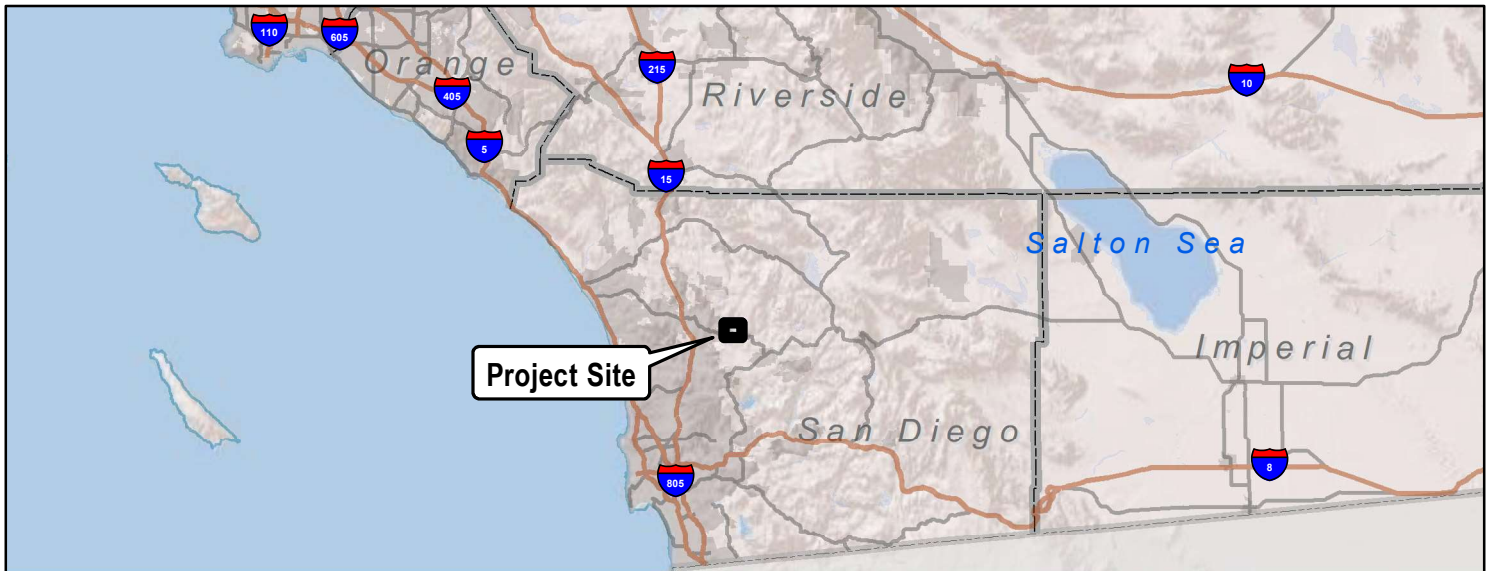 110
605
Orange
215
10
405
Riverside
5
15
Salton Sea
Project Site
Imperial
San Diego
8
805